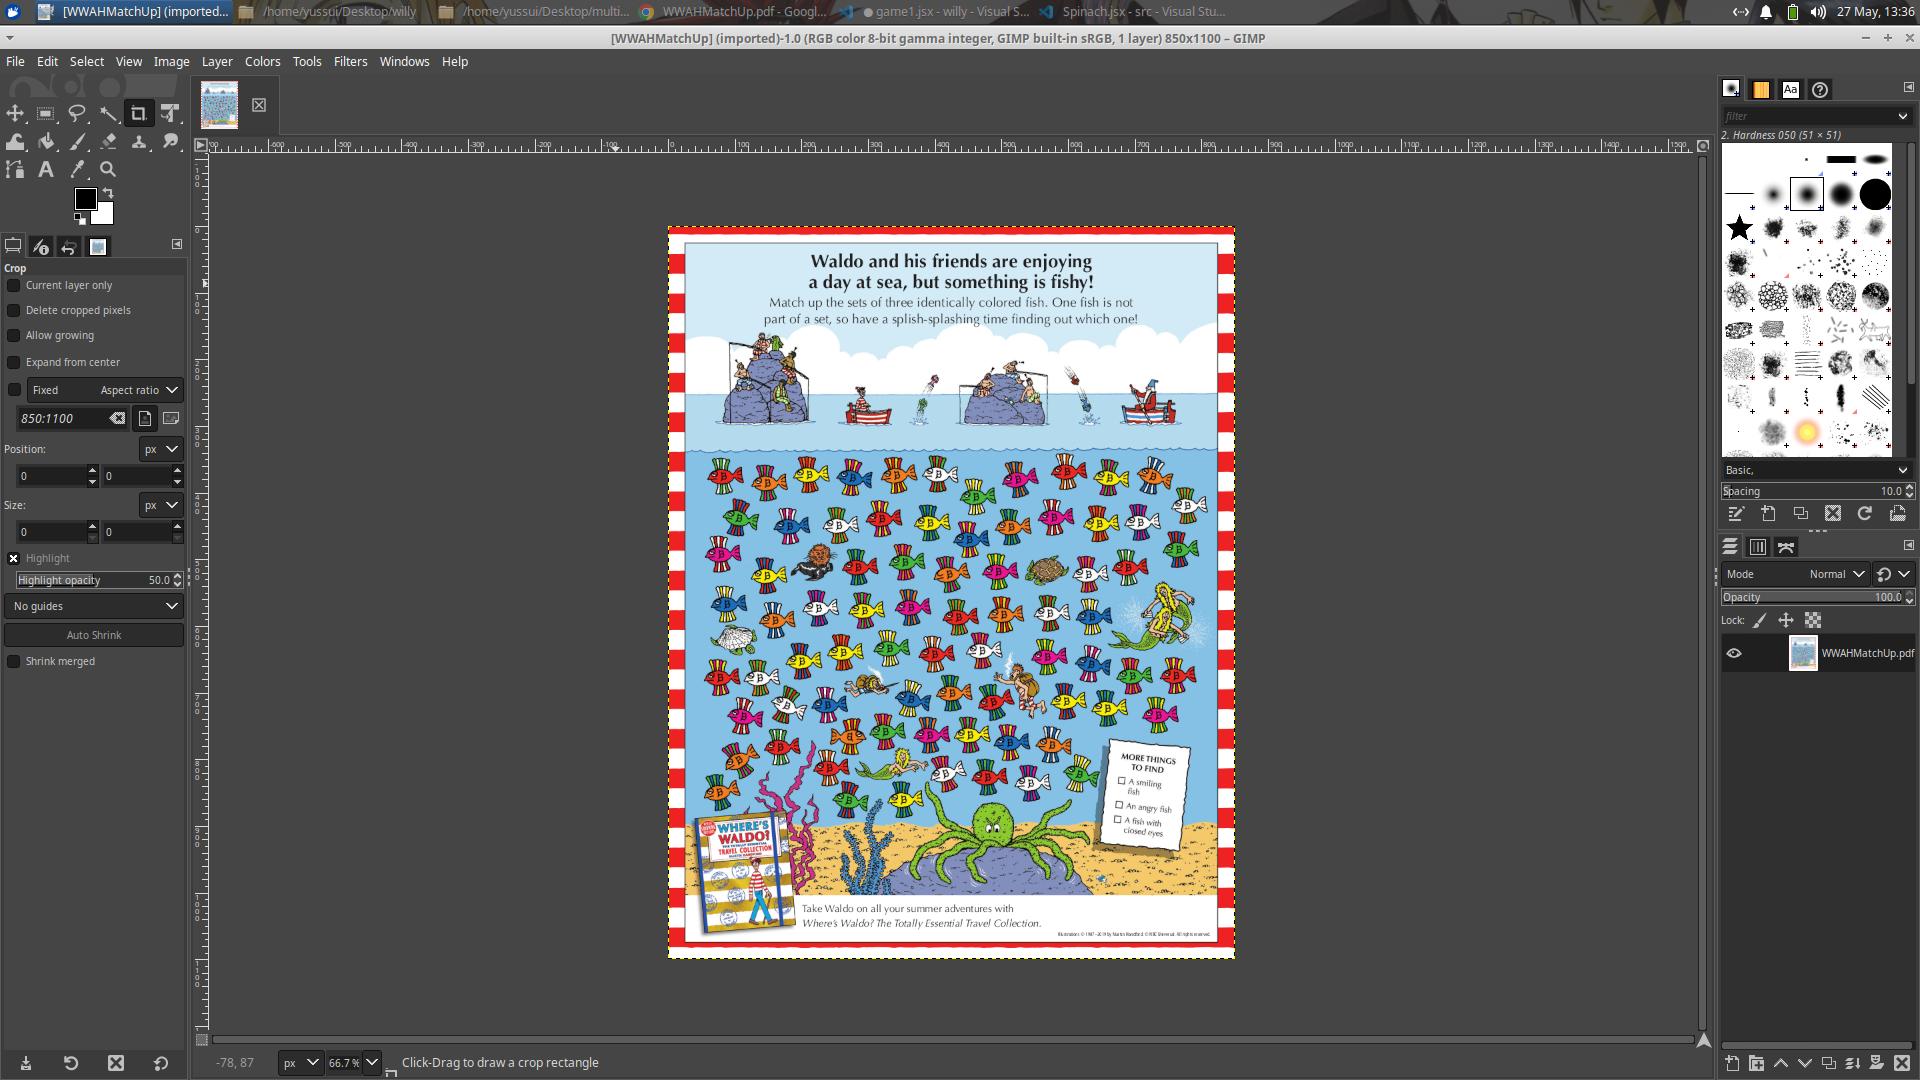 [WWAHMatchUp] (imported...
/home/yussui/Desktop/willy
/home/yussui/Desktop/multi...
WWAHMatchUp.pdf - Googl...
● game1.jsx - willy - Visual S...
Spinach.jsx - src - Visual Stu...
27 May, 13:36
[WWAHMatchUp] (imported)-1.0 (RGB color 8-bit gamma integer, GIMP built-in sRGB, 1 layer) 850x1100 – GIMP
File Edit Select View Image Layer Colors Tools Filters Windows Help
Crop
Current layer only
Delete cropped pixels
Allow growing
Expand from center
Fixed Aspect ratio
850:1100
Position: px
0 0
Size: px
0 0
Highlight
Highlight opacity 50.0
No guides
Auto Shrink
Shrink merged
Waldo and his friends are enjoying
a day at sea, but something is fishy!
Match up the sets of three identically colored fish. One fish is not
part of a set, so have a splish-splashing time finding out which one!
MORE THINGS
TO FIND
A smiling
fish
An angry fish
A fish with
closed eyes
WHERE'S
WALDO?
THE TOTALLY ESSENTIAL
TRAVEL COLLECTION
Take Waldo on all your summer adventures with
Where's Waldo? The Totally Essential Travel Collection.
-78, 87
px
66.7 %
Click-Drag to draw a crop rectangle
Aa
filter
2. Hardness 050 (51 × 51)
Basic,
Spacing 10.0
Mode Normal
Opacity 100.0
Lock:
WWAHMatchUp.pdf